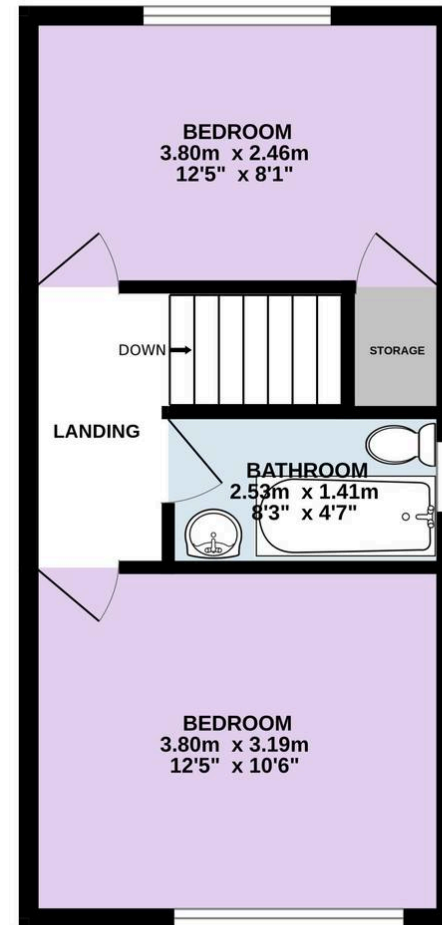 BEDROOM
3.80m x 2.46m
12'5" x 8'1"
DOWN
STORAGE
LANDING
BATHROOM
2.53m x 1.41m
8'3" x 4'7"
BEDROOM
3.80m x 3.19m
12'5" x 10'6"